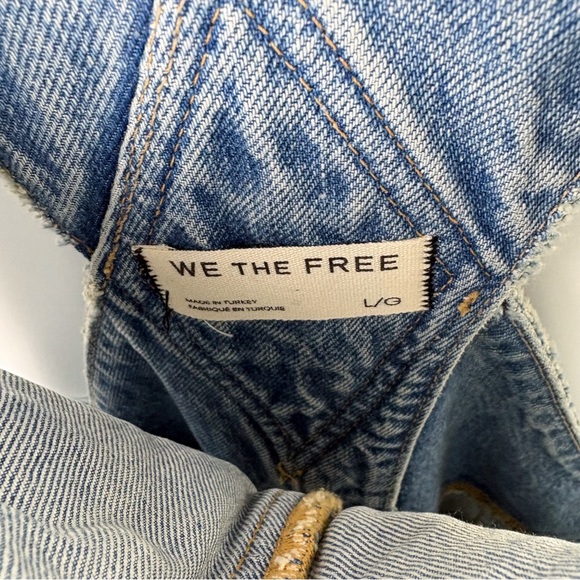 WE THE FREE
MADE IN TURKEY
FABRIQUÉ EN TURQUIE
L/G